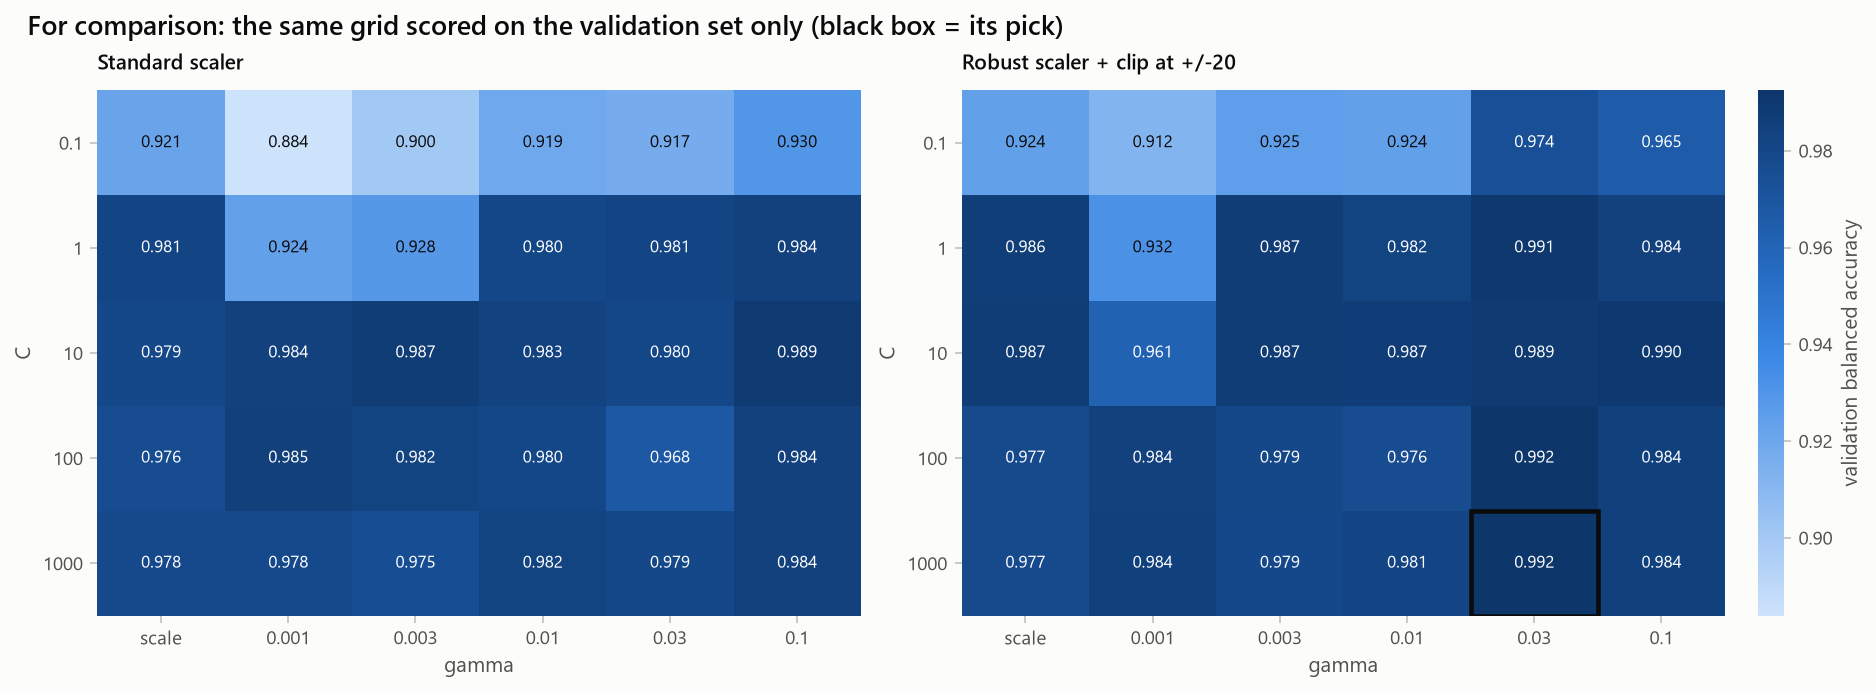 For comparison: the same grid scored on the validation set only (black box = its pick)
Standard scaler
0.1 0.921 0.884 0.900 0.919 0.917 0.930
1 0.981 0.924 0.928 0.980 0.981 0.984
10 0.979 0.984 0.987 0.983 0.980 0.989
100 0.976 0.985 0.982 0.980 0.968 0.984
1000 0.978 0.978 0.975 0.982 0.979 0.984
C
scale 0.001 0.003 0.01 0.03 0.1
gamma
Robust scaler + clip at +/-20
0.1 0.924 0.912 0.925 0.924 0.974 0.965
1 0.986 0.932 0.987 0.982 0.991 0.984
10 0.987 0.961 0.987 0.987 0.989 0.990
100 0.977 0.984 0.979 0.976 0.992 0.984
1000 0.977 0.984 0.979 0.981 0.992 0.984
C
scale 0.001 0.003 0.01 0.03 0.1
gamma
0.98
0.96
0.94
0.92
0.90
validation balanced accuracy